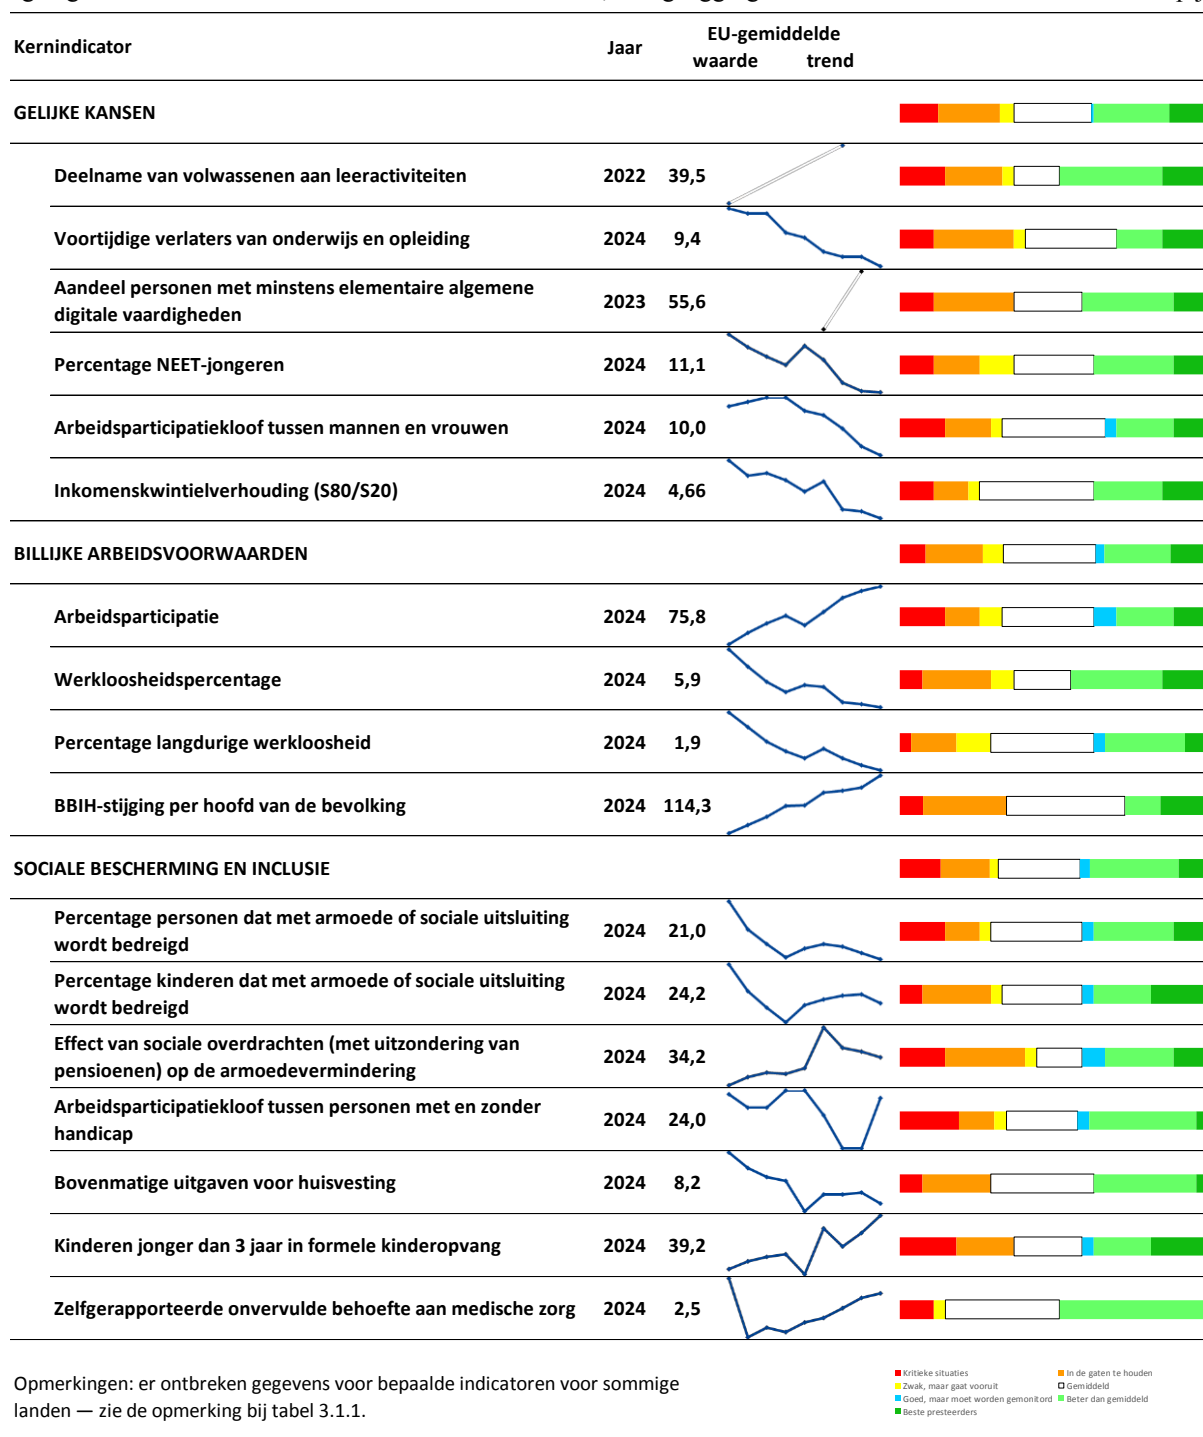 Kernindicator Jaar EU-gemiddelde
waarde trend
GELIJKE KANSEN
Deelname van volwassenen aan leeractiviteiten 2022 39,5
Voortijdige verlaters van onderwijs en opleiding 2024 9,4
Aandeel personen met minstens elementaire algemene
digitale vaardigheden 2023 55,6
Percentage NEET-jongeren 2024 11,1
Arbeidsparticipatiekloof tussen mannen en vrouwen 2024 10,0
Inkomenskwintielverhouding (S80/S20) 2024 4,66
BILLIJKE ARBEIDSVOORWAARDEN
Arbeidsparticipatie 2024 75,8
Werkloosheidspercentage 2024 5,9
Percentage langdurige werkloosheid 2024 1,9
BBIH-stijging per hoofd van de bevolking 2024 114,3
SOCIALE BESCHERMING EN INCLUSIE
Percentage personen dat met armoede of sociale uitsluiting
wordt bedreigd 2024 21,0
Percentage kinderen dat met armoede of sociale uitsluiting
wordt bedreigd 2024 24,2
Effect van sociale overdrachten (met uitzondering van
pensioenen) op de armoedevermindering 2024 34,2
Arbeidsparticipatiekloof tussen personen met en zonder
handicap 2024 24,0
Bovenmatige uitgaven voor huisvesting 2024 8,2
Kinderen jonger dan 3 jaar in formele kinderopvang 2024 39,2
Zelfgerapporteerde onvervulde behoefte aan medische zorg 2024 2,5
Opmerkingen: er ontbreken gegevens voor bepaalde indicatoren voor sommige
landen — zie de opmerking bij tabel 3.1.1.
Kritieke situaties In de gaten te houden
Zwak, maar gaat vooruit Gemiddeld
Goed, maar moet worden gemonitord Beter dan gemiddeld
Beste presteerders